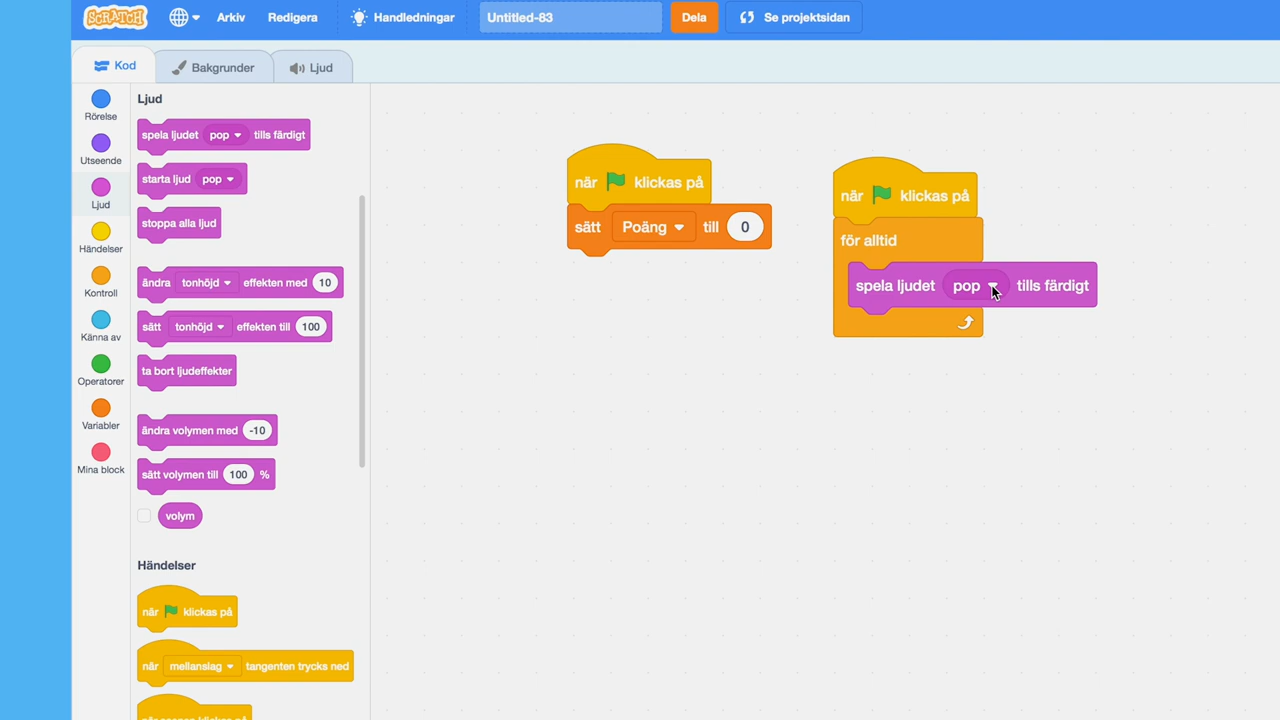 SCRATCH Arkiv Redigera Handledningar Untitled-83 Dela Se projektsidan
Kod Bakgrunder Ljud
Rörelse
Utseende
Ljud
Händelser
Kontroll
Känna av
Operatorer
Variabler
Mina block
Ljud
spela ljudet pop tills färdigt
starta ljud pop
stoppa alla ljud
ändra tonhöjd effekten med 10
sätt tonhöjd effekten till 100
ta bort ljudeffekter
ändra volymen med -10
sätt volymen till 100 %
volym
Händelser
när klickas på
när mellanslag tangenten trycks ned
när klickas på
sätt Poäng till 0
när klickas på
för alltid
spela ljudet pop tills färdigt